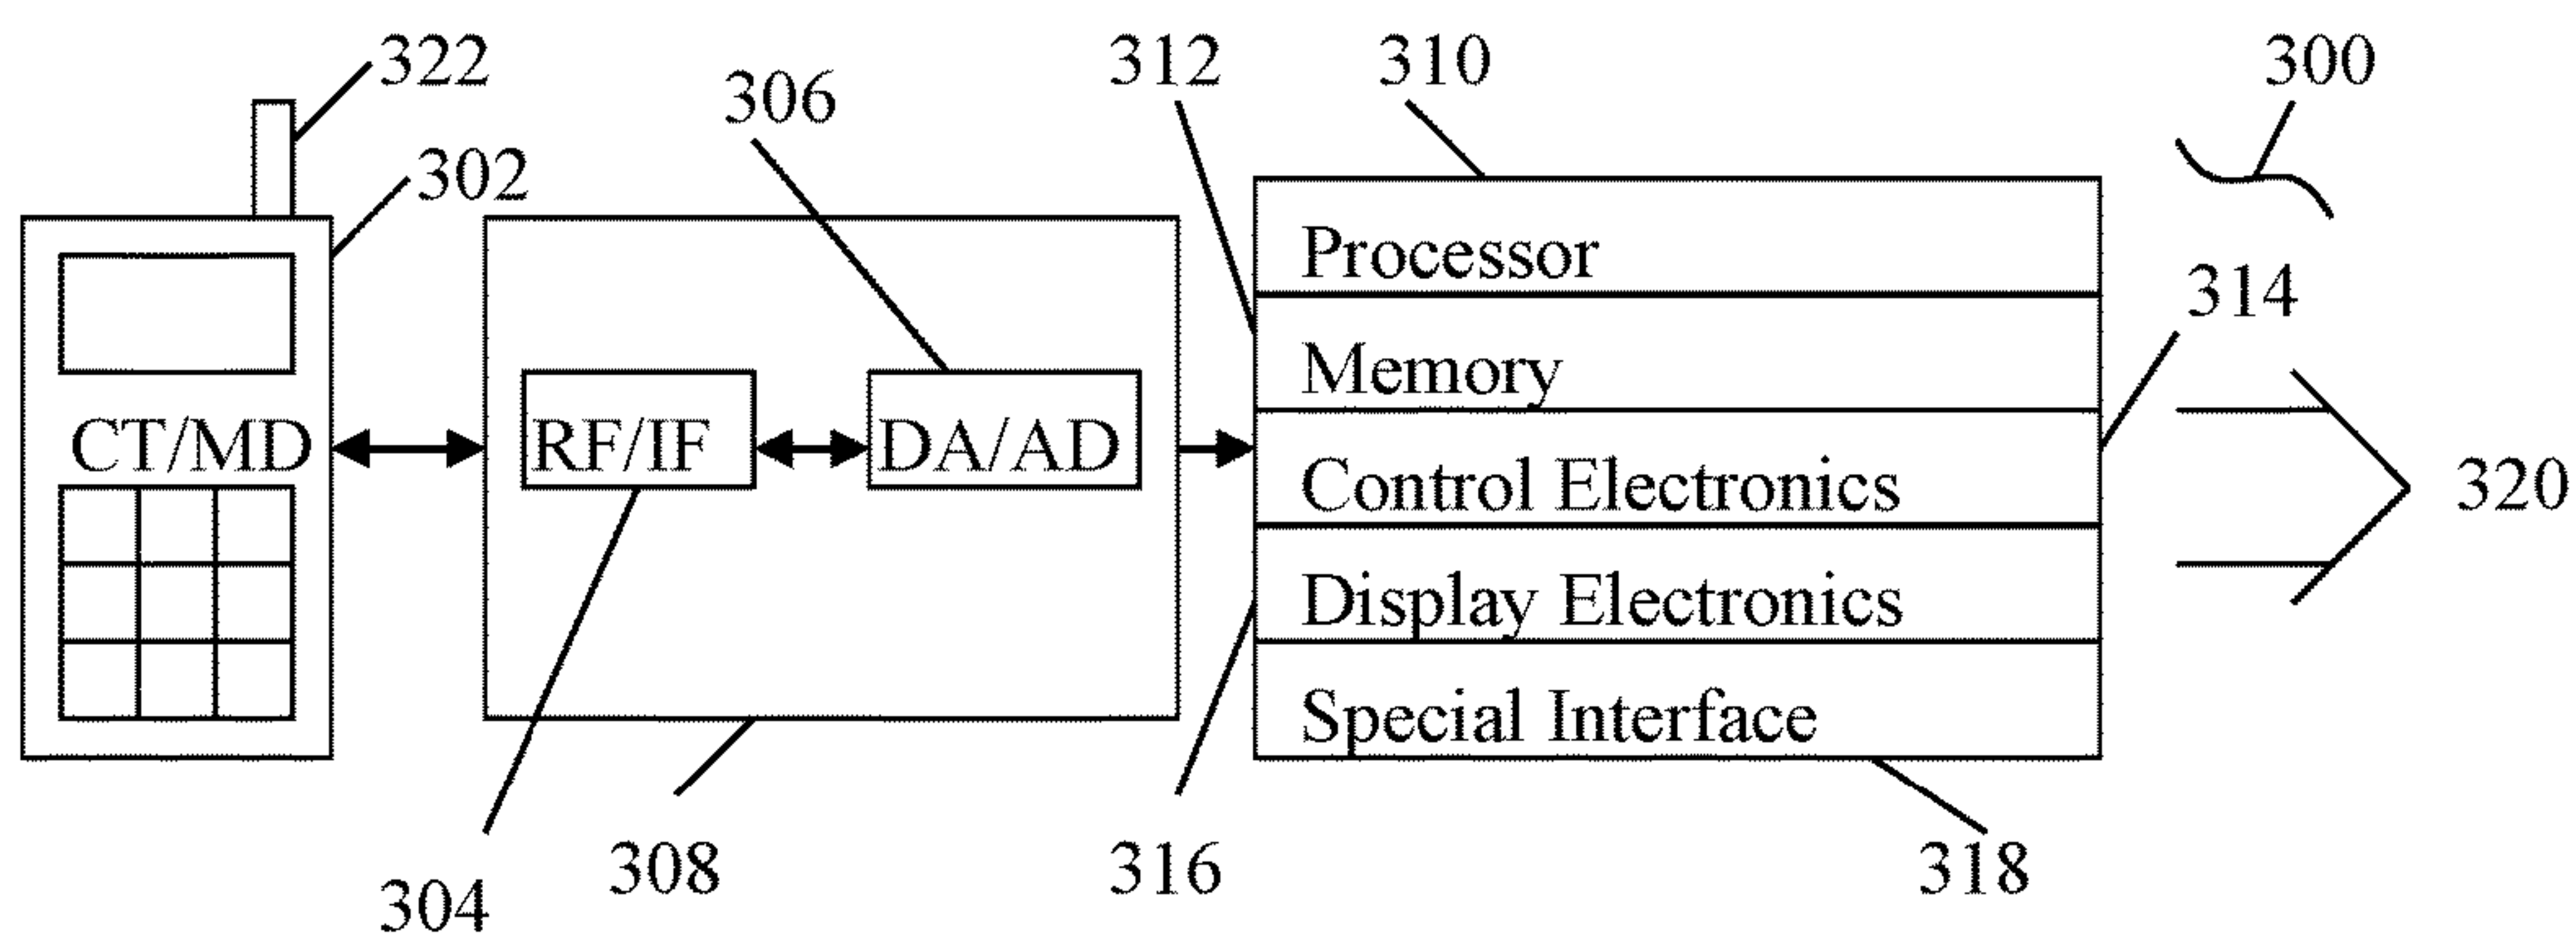 322
312
310
300
306
302
Processor
314
Memory
CT/MD
RF/IF
DA/AD
Control Electronics
320
Display Electronics
Special Interface
308
316
318
304